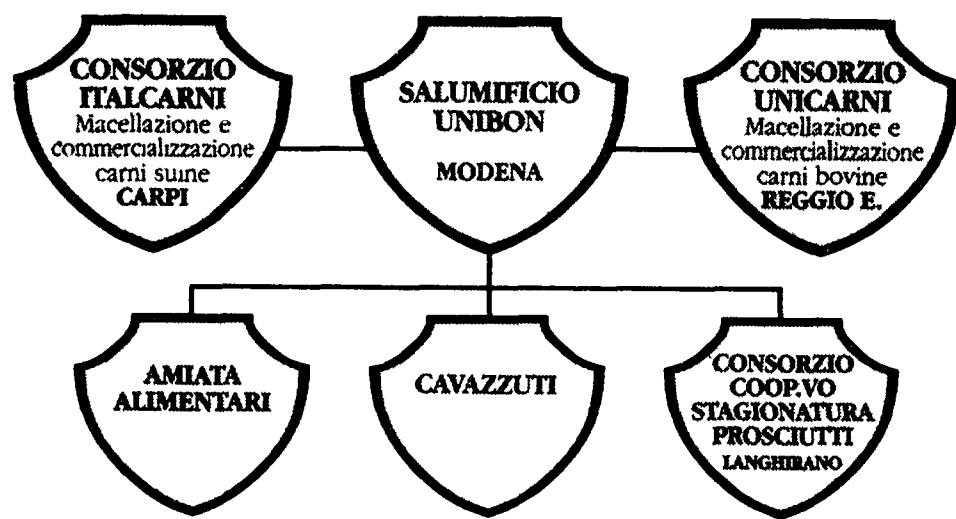 CONSORZIO
ITALCARNI
Macellazione e
commercializzazione
carni suine
CARPI
SALUMIFICIO
UNIBON
MODENA
CONSORZIO
UNICARNI
Macellazione e
commercializzazione
carni bovine
REGGIO E.
AMIATA
ALIMENTARI
CAVAZZUTI
CONSORZIO
COOP.VO
STAGIONATURA
PROSCIUTTI
LANGHIRANO